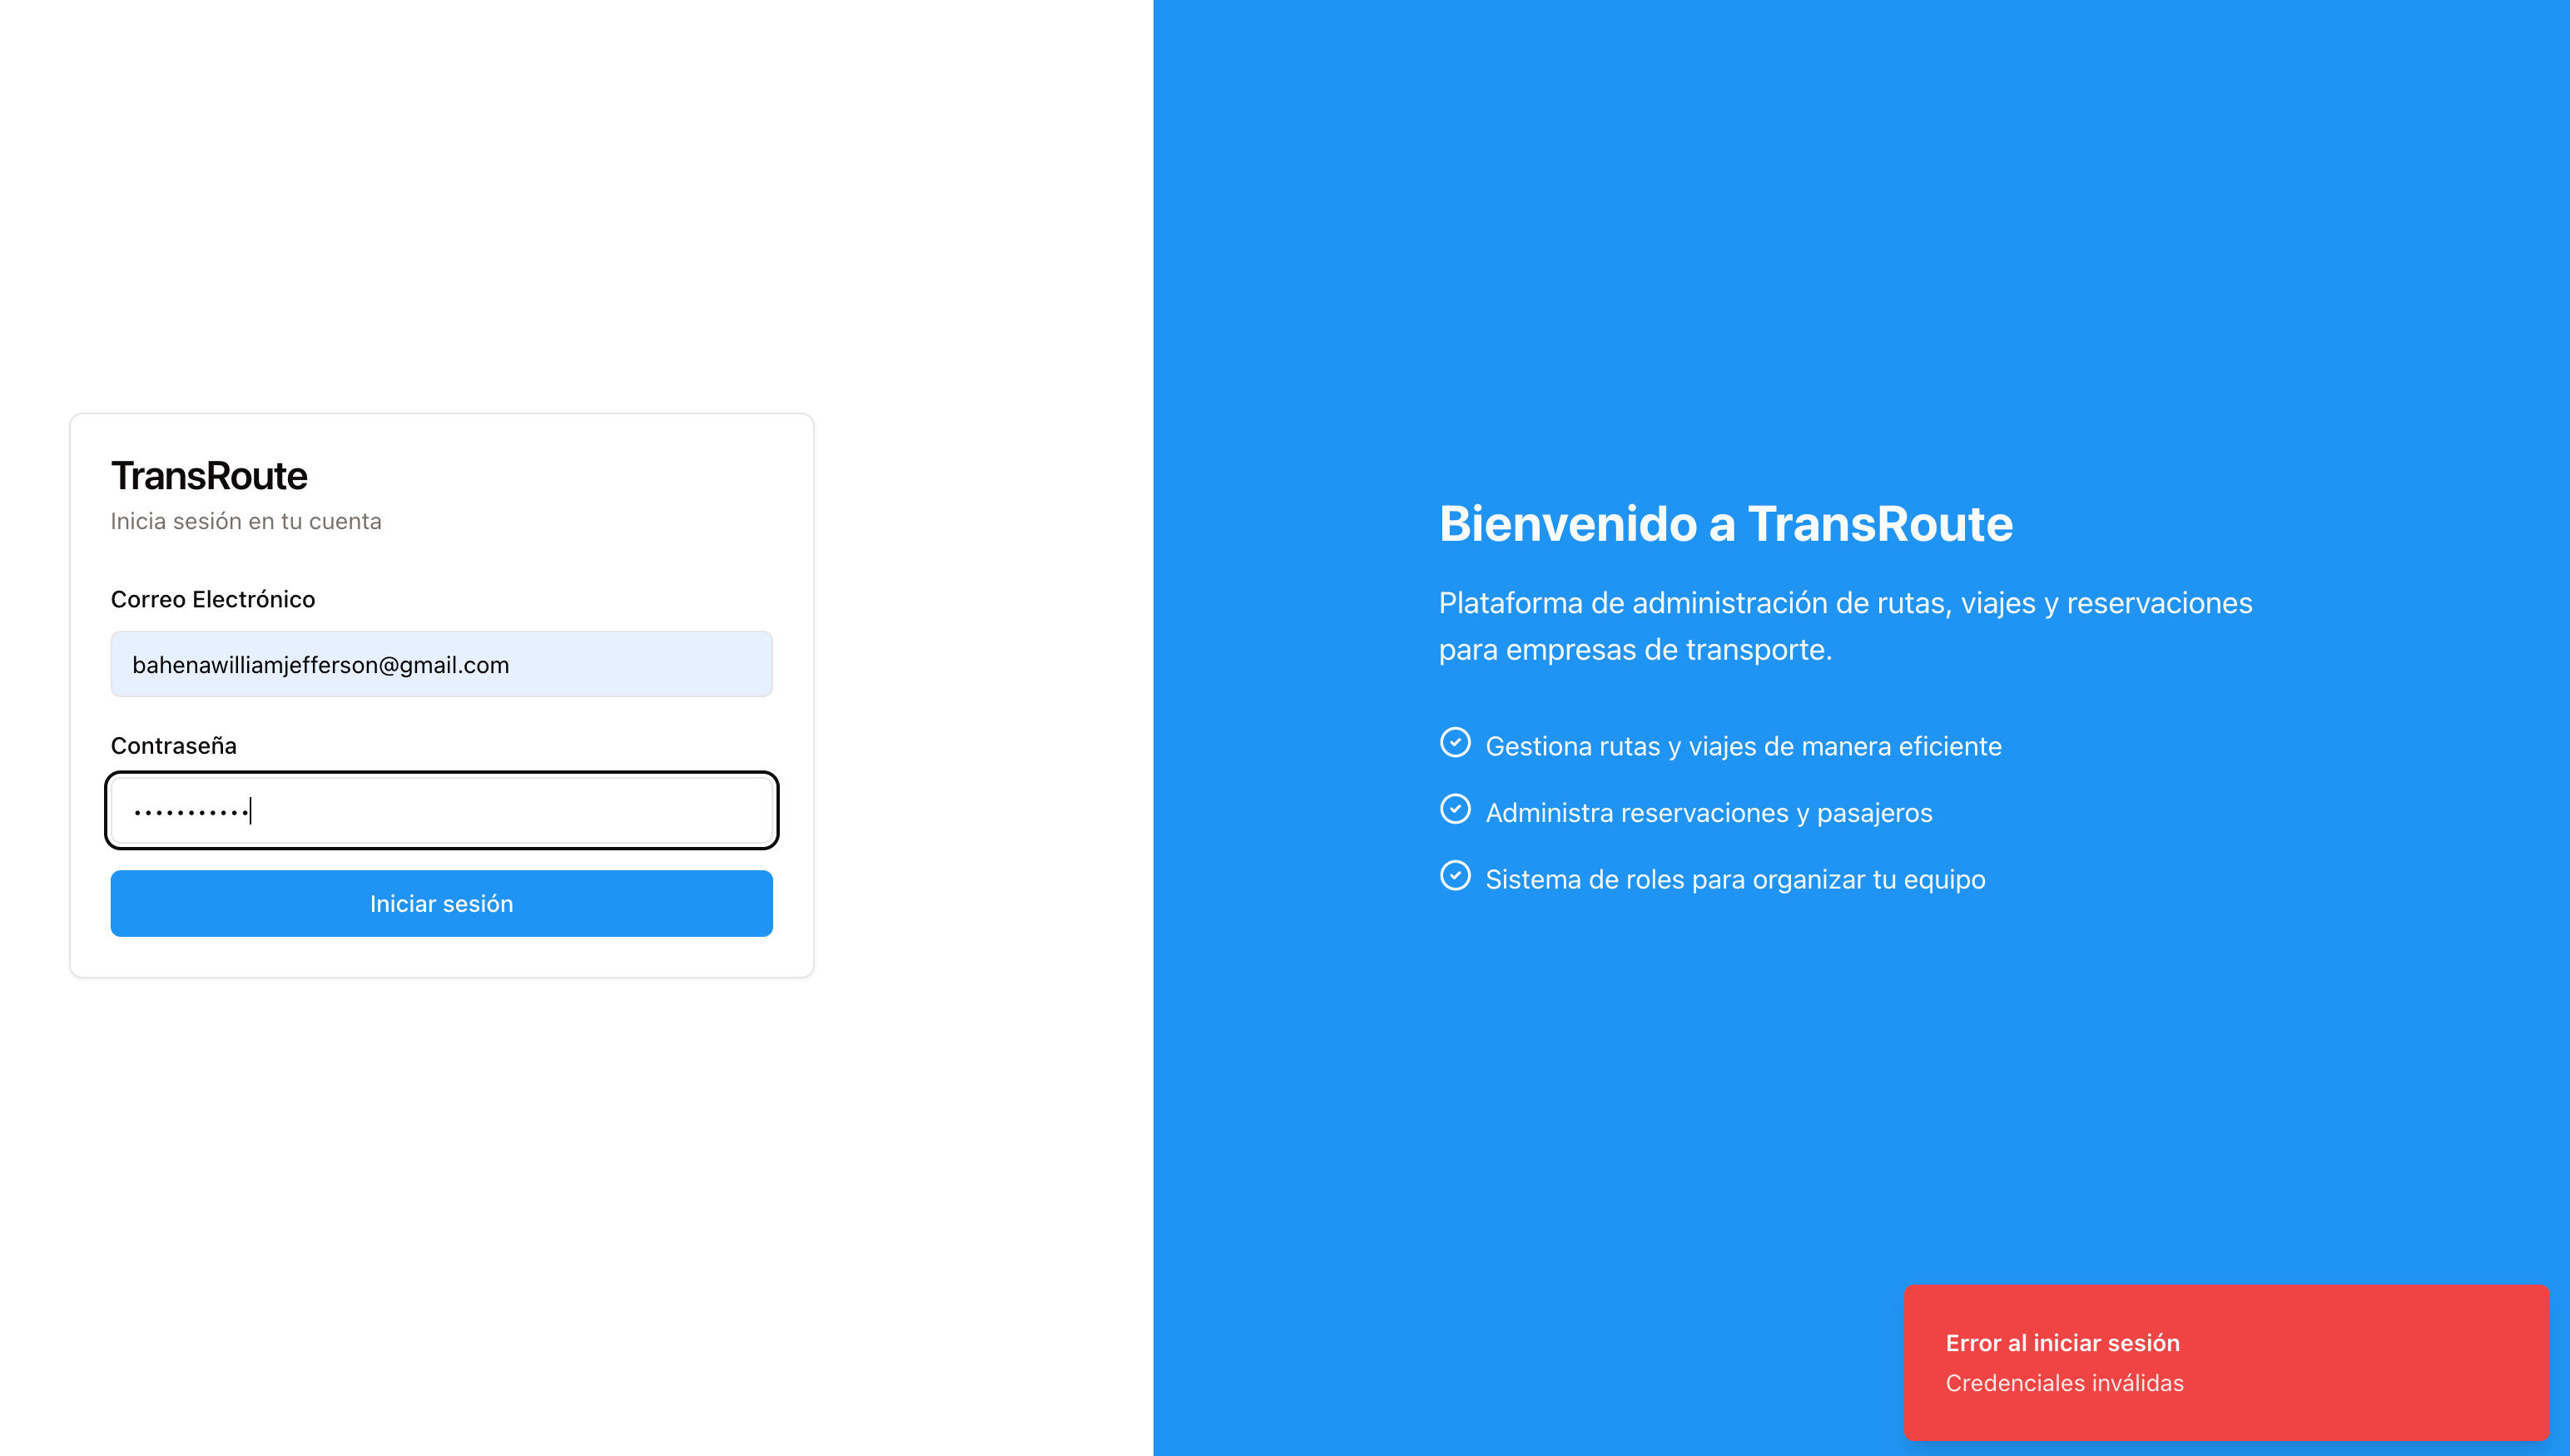 TransRoute
Inicia sesión en tu cuenta
Correo Electrónico
bahenawilliamjefferson@gmail.com
Contraseña
•••••••••••
Iniciar sesión
Bienvenido a TransRoute
Plataforma de administración de rutas, viajes y reservaciones
para empresas de transporte.
Gestiona rutas y viajes de manera eficiente
Administra reservaciones y pasajeros
Sistema de roles para organizar tu equipo
Error al iniciar sesión
Credenciales inválidas